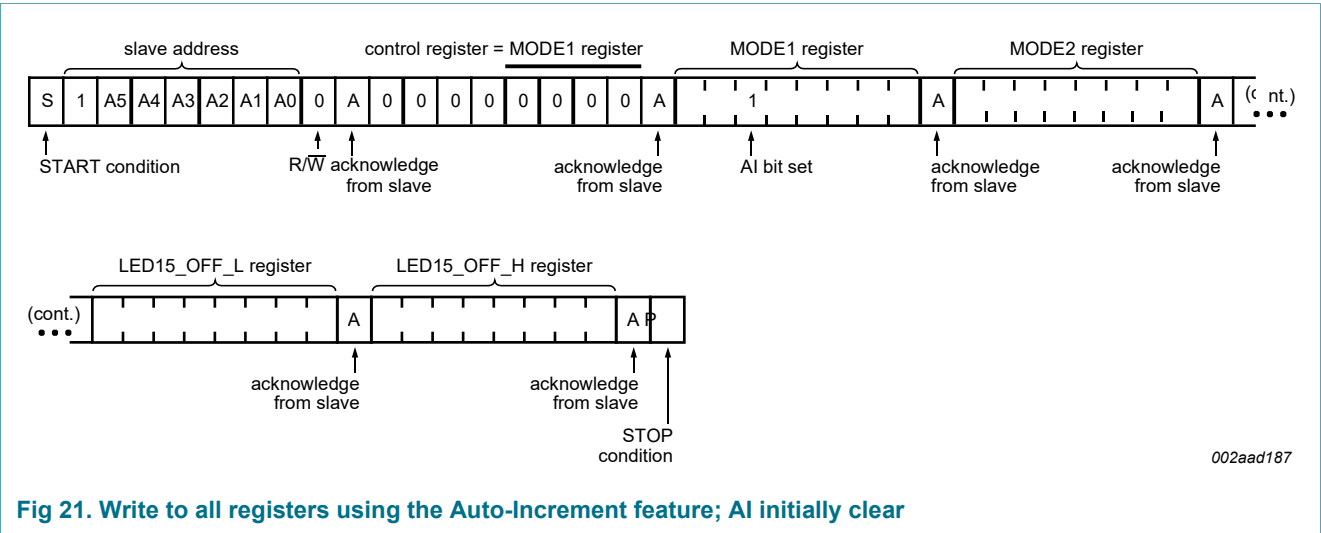 slave address control register = MODE1 register MODE1 register MODE2 register
S 1 A5 A4 A3 A2 A1 A0 0 A 0 0 0 0 0 0 0 0 A 1 A A (c nt.)
START condition R/W acknowledge from slave acknowledge from slave AI bit set acknowledge from slave acknowledge from slave
LED15_OFF_L register LED15_OFF_H register
(cont.) A A P
acknowledge from slave acknowledge from slave
STOP condition
002aad187
Fig 21. Write to all registers using the Auto-Increment feature; AI initially clear